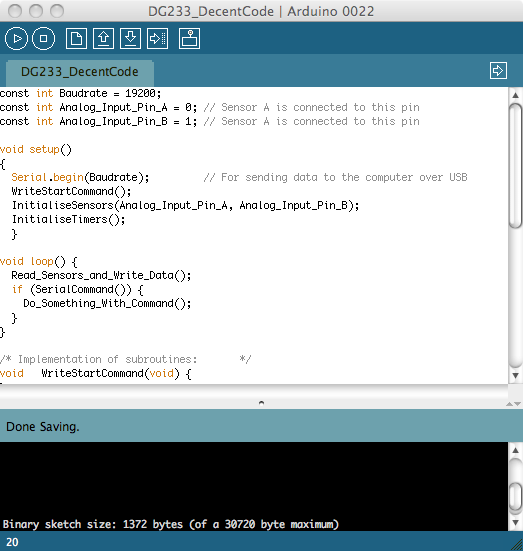 DG233_DecentCode | Arduino 0022
DG233_DecentCode
const int Baudrate = 19200;
const int Analog_Input_Pin_A = 0; // Sensor A is connected to this pin
const int Analog_Input_Pin_B = 1; // Sensor A is connected to this pin
void setup()
{
  Serial.begin(Baudrate);        // For sending data to the computer over USB
  WriteStartCommand();
  InitialiseSensors(Analog_Input_Pin_A, Analog_Input_Pin_B);
  InitialiseTimers();
  }
void loop() {
  Read_Sensors_and_Write_Data();
  if (SerialCommand()) {
    Do_Something_With_Command();
  }
}
/* Implementation of subroutines:      */
void  WriteStartCommand(void) {
Done Saving.
Binary sketch size: 1372 bytes (of a 30720 byte maximum)
20